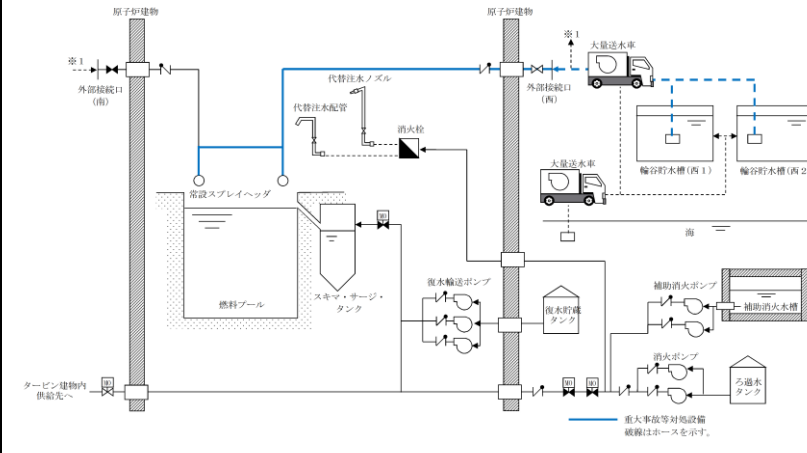 原子炉建物
原子炉建物
※1
※1
大量送水車
外部接続口
(南)
外部接続口
(西)
代替注水ノズル
代替注水配管
消火栓
輪谷貯水槽(西1)
輪谷貯水槽(西2
大量送水車
常設スプレイヘッダ
海
MO
燃料プール
スキマ・サージ・
タンク
復水輸送ポンプ
復水貯蔵
タンク
補助消火ポンプ
補助消火水槽
消火ポンプ
ろ過水
タンク
タービン建物内
供給先へ
MO
MO
MO
重大事故等対処設備
破線はホースを示す。